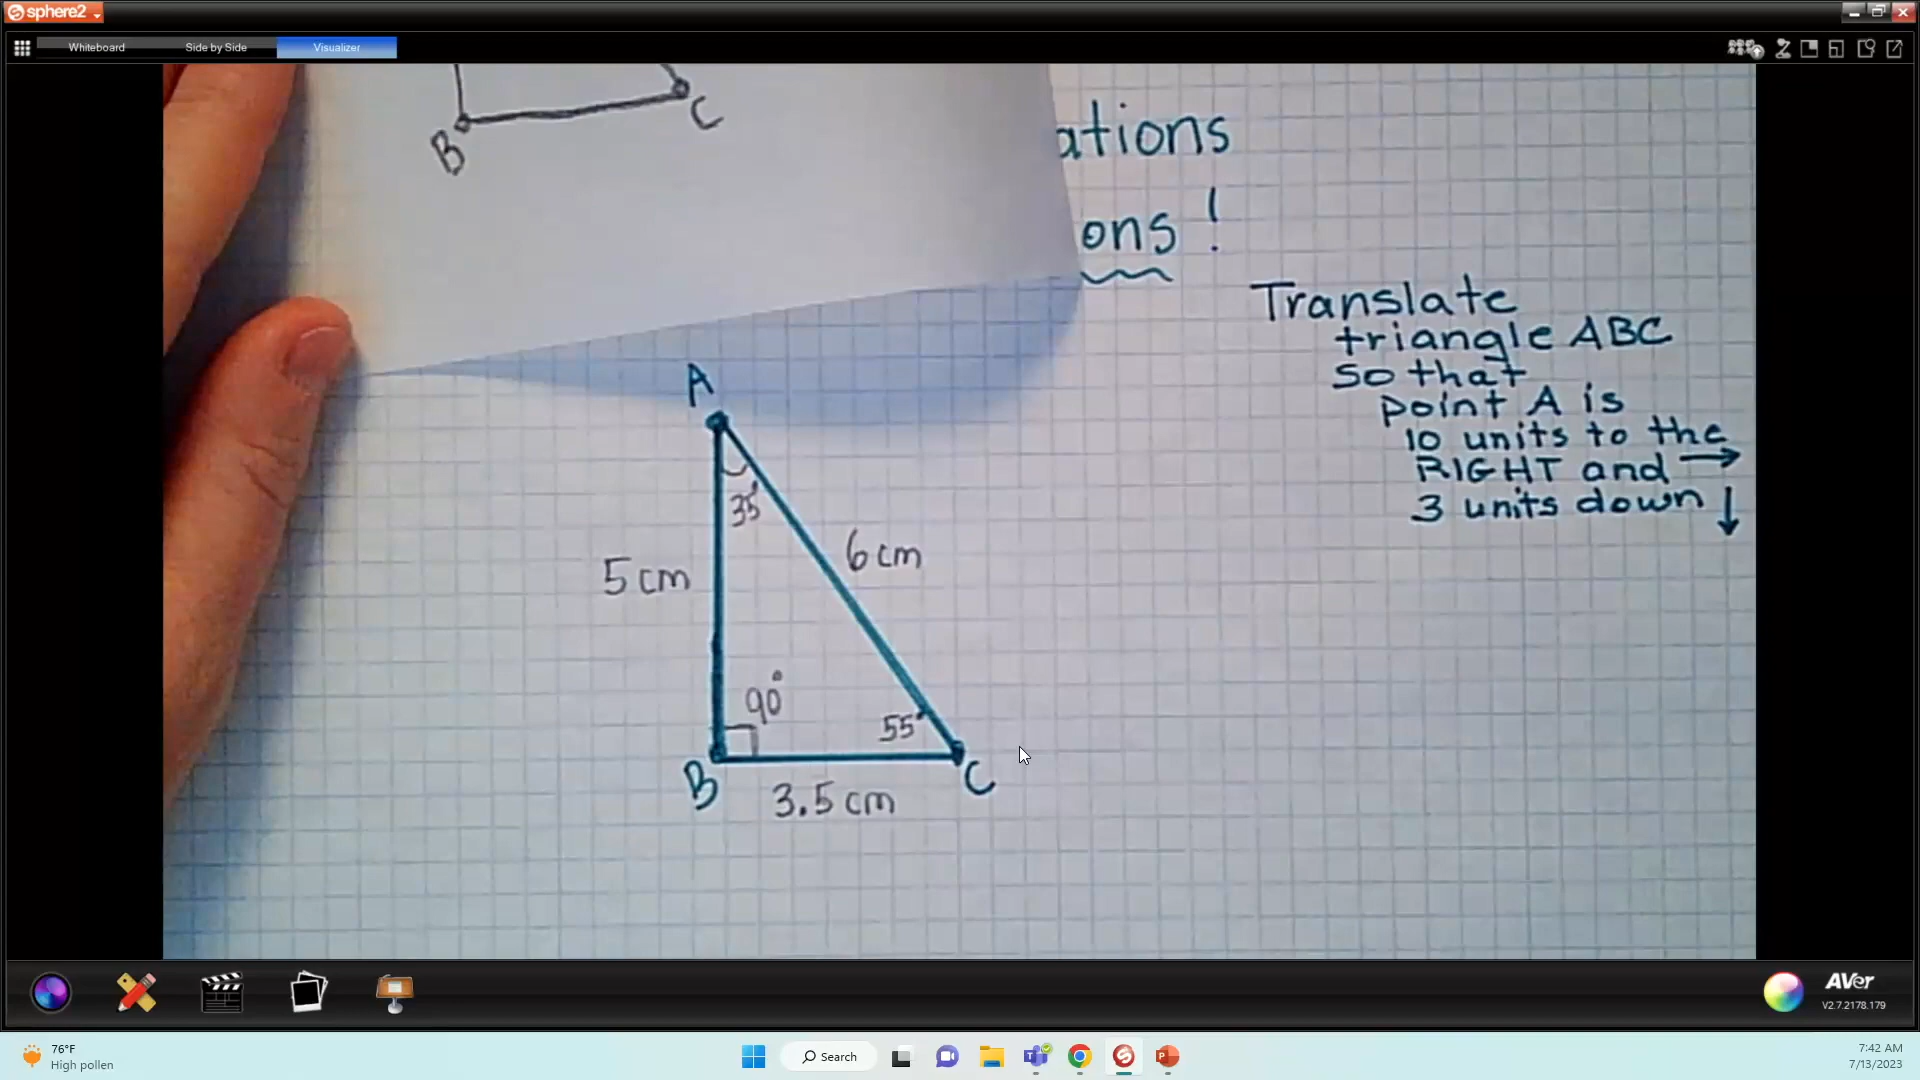 sphere2
Whiteboard
Side by Side
Visualizer
C
B
ations
ons !
Translate
triangle ABC
so that
point A is
10 units to the
RIGHT and →
3 units down ↓
A
35°
6 cm
5 cm
90°
55°
B
C
3.5 cm
AVer
V2.7.2178.179
76°F
High pollen
Search
7:42 AM
7/13/2023